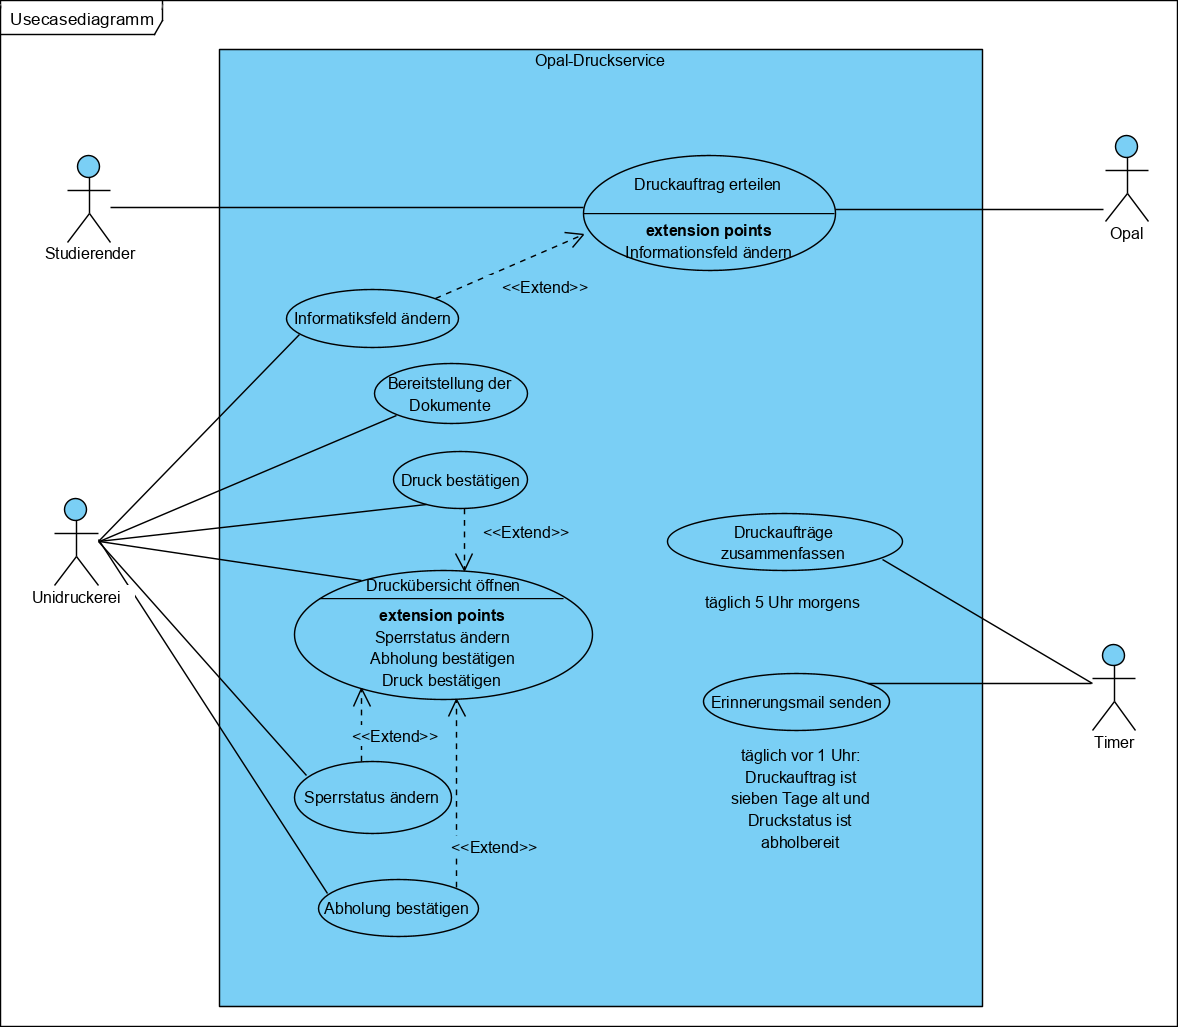 Usecasediagramm
Opal-Druckservice
Studierender
Druckauftrag erteilen
extension points
Informationsfeld ändern
Opal
<<Extend>>
Informatiksfeld ändern
Bereitstellung der
Dokumente
Druck bestätigen
<<Extend>>
Unidruckerei
Druckübersicht öffnen
extension points
Sperrstatus ändern
Abholung bestätigen
Druck bestätigen
<<Extend>>
Sperrstatus ändern
<<Extend>>
Abholung bestätigen
Druckaufträge
zusammenfassen
täglich 5 Uhr morgens
Erinnerungsmail senden
täglich vor 1 Uhr:
Druckauftrag ist
sieben Tage alt und
Druckstatus ist
abholbereit
Timer